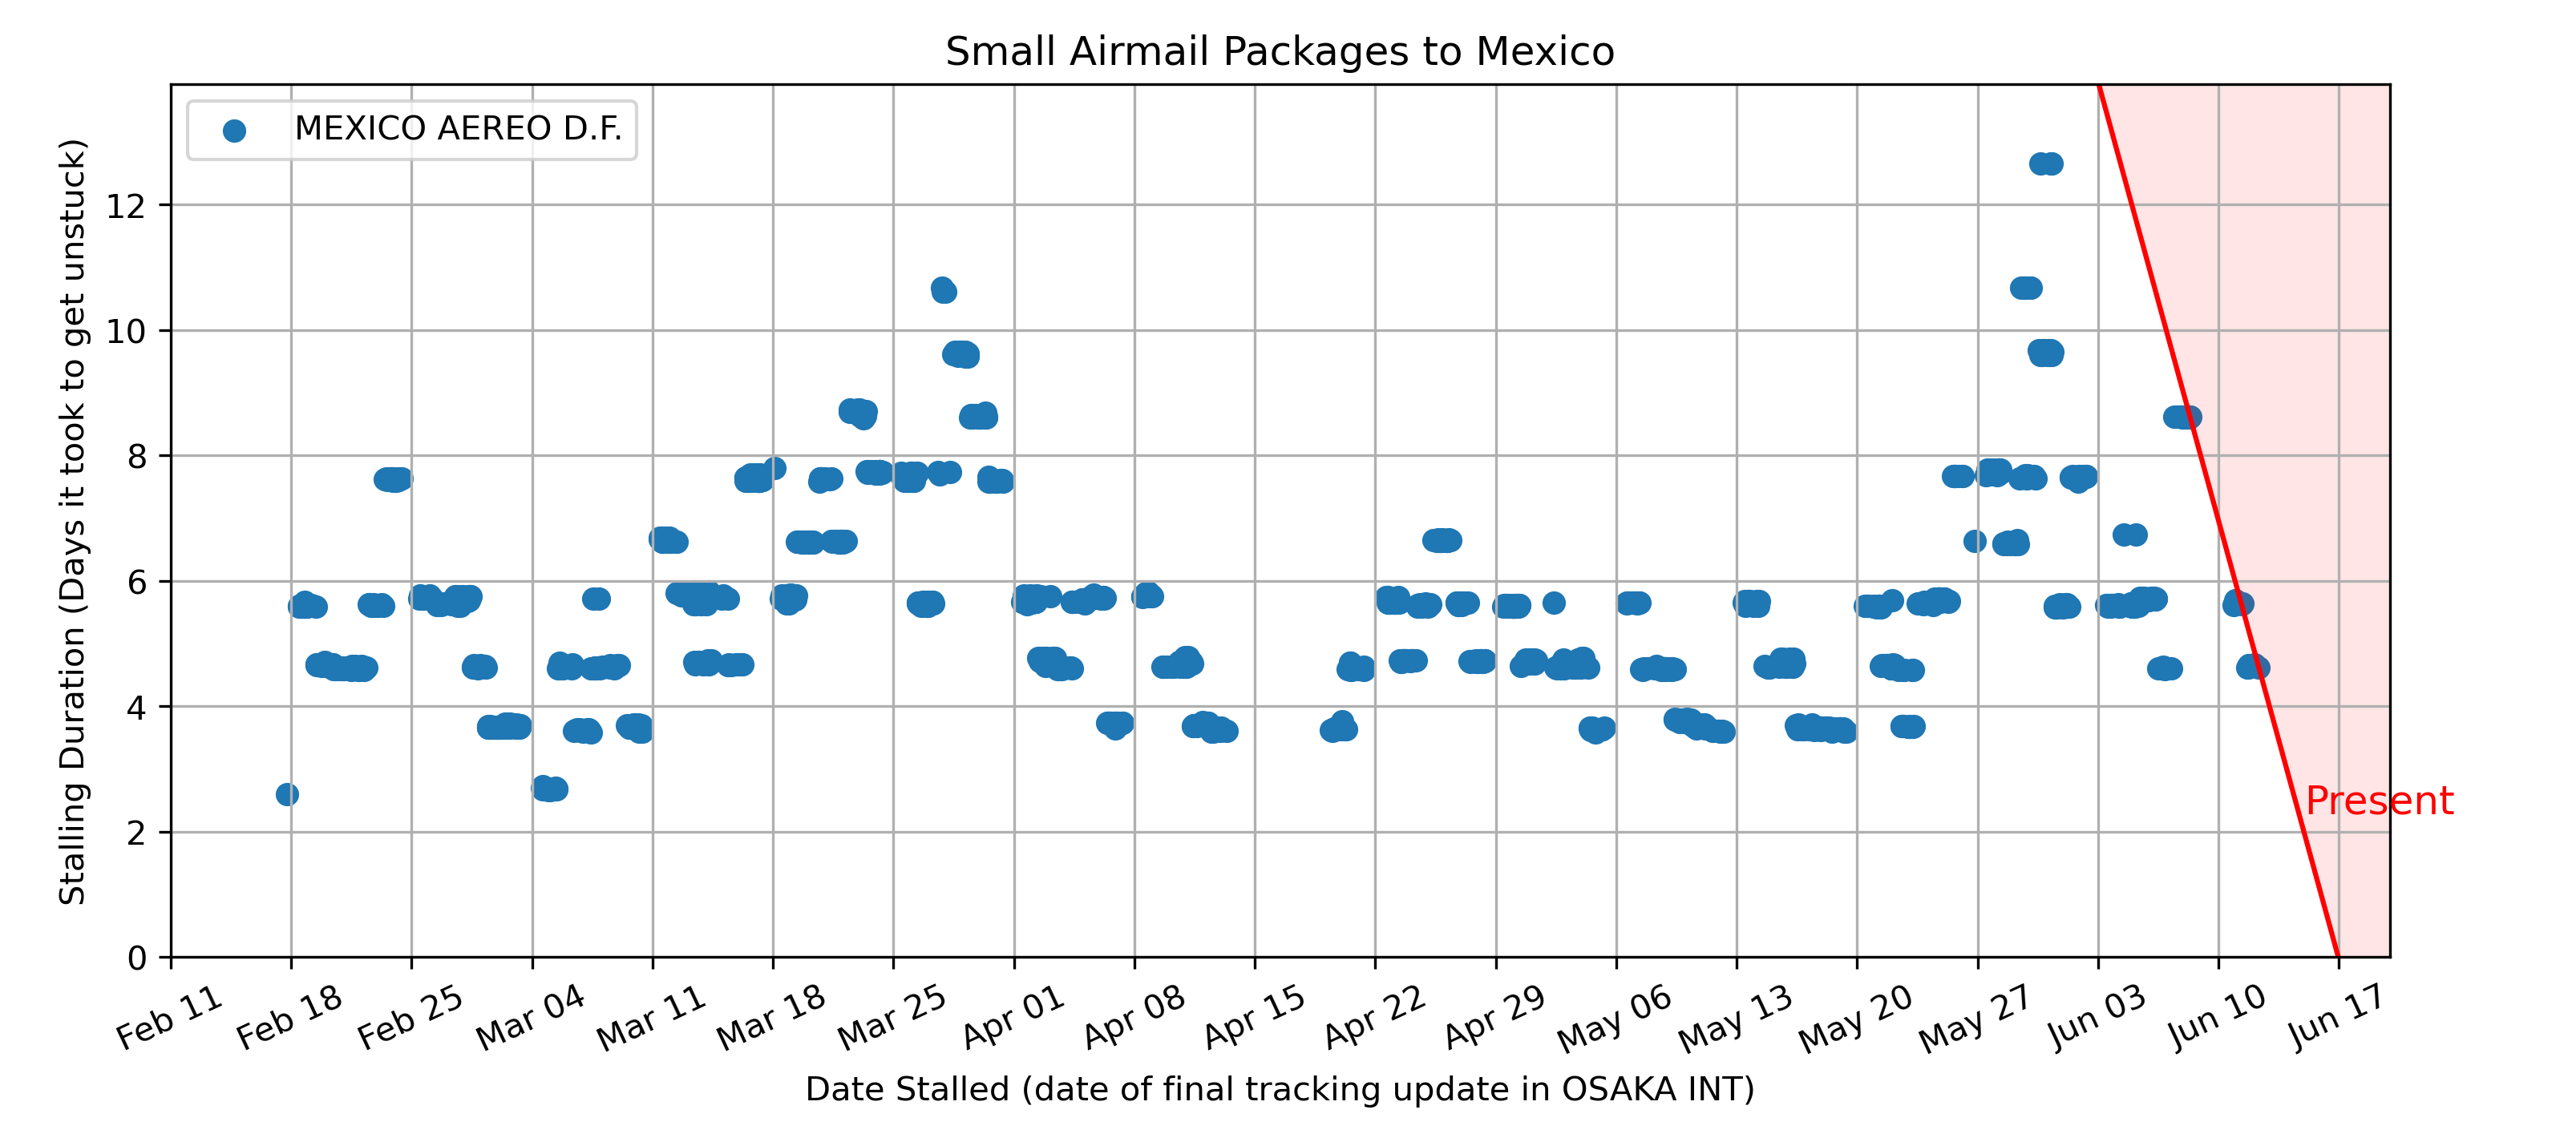 Small Airmail Packages to Mexico
MEXICO AEREO D.F.
Stalling Duration (Days it took to get unstuck)
12
10
8
6
4
2
0
Present
Feb 11
Feb 18
Feb 25
Mar 04
Mar 11
Mar 18
Mar 25
Apr 01
Apr 08
Apr 15
Apr 22
Apr 29
May 06
May 13
May 20
May 27
Jun 03
Jun 10
Jun 17
Date Stalled (date of final tracking update in OSAKA INT)